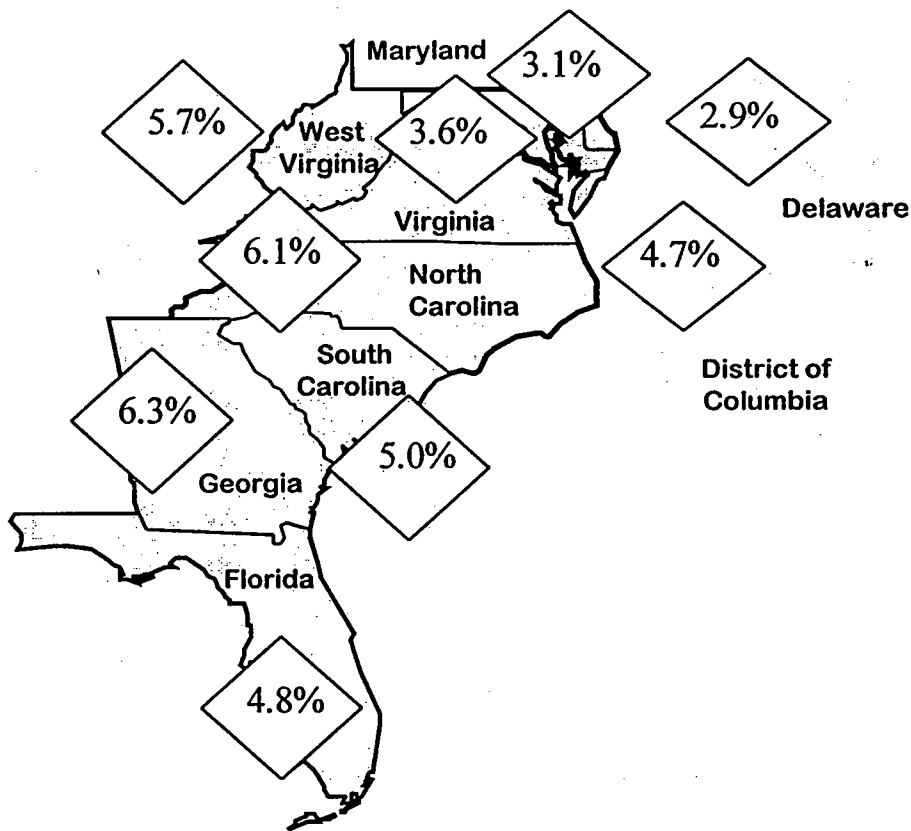 Maryland
3.1%
5.7%
West
Virginia
3.6%
2.9%
Virginia
Delaware
6.1%
4.7%
North
Carolina
South
Carolina
District of
Columbia
6.3%
5.0%
Georgia
Florida
4.8%